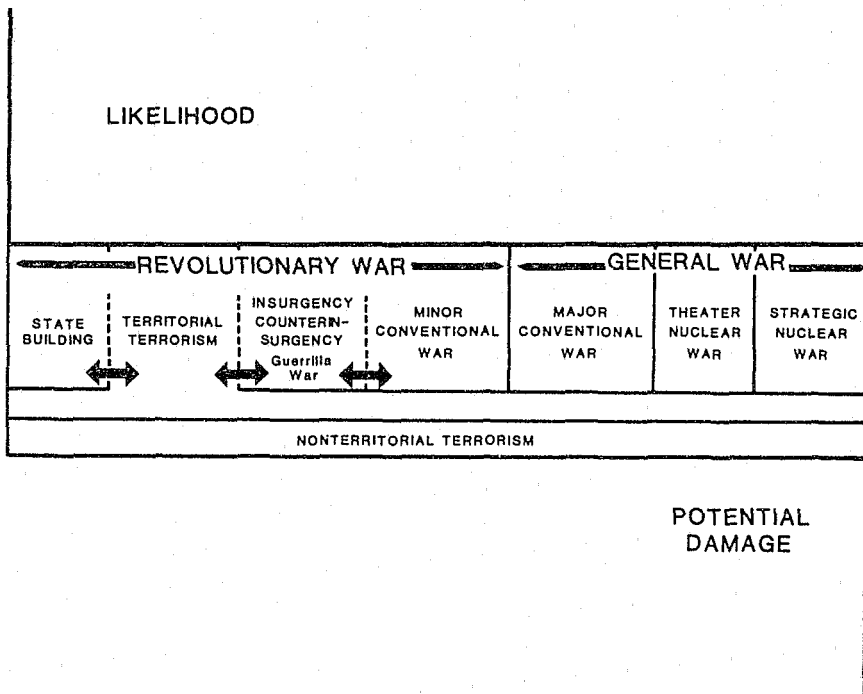 LIKELIHOOD
REVOLUTIONARY WAR
GENERAL WAR
STATE
BUILDING
TERRITORIAL
TERRORISM
INSURGENCY
COUNTERIN-
SURGENCY
Guerrilla
War
MINOR
CONVENTIONAL
WAR
MAJOR
CONVENTIONAL
WAR
THEATER
NUCLEAR
WAR
STRATEGIC
NUCLEAR
WAR
NONTERRITORIAL TERRORISM
POTENTIAL
DAMAGE